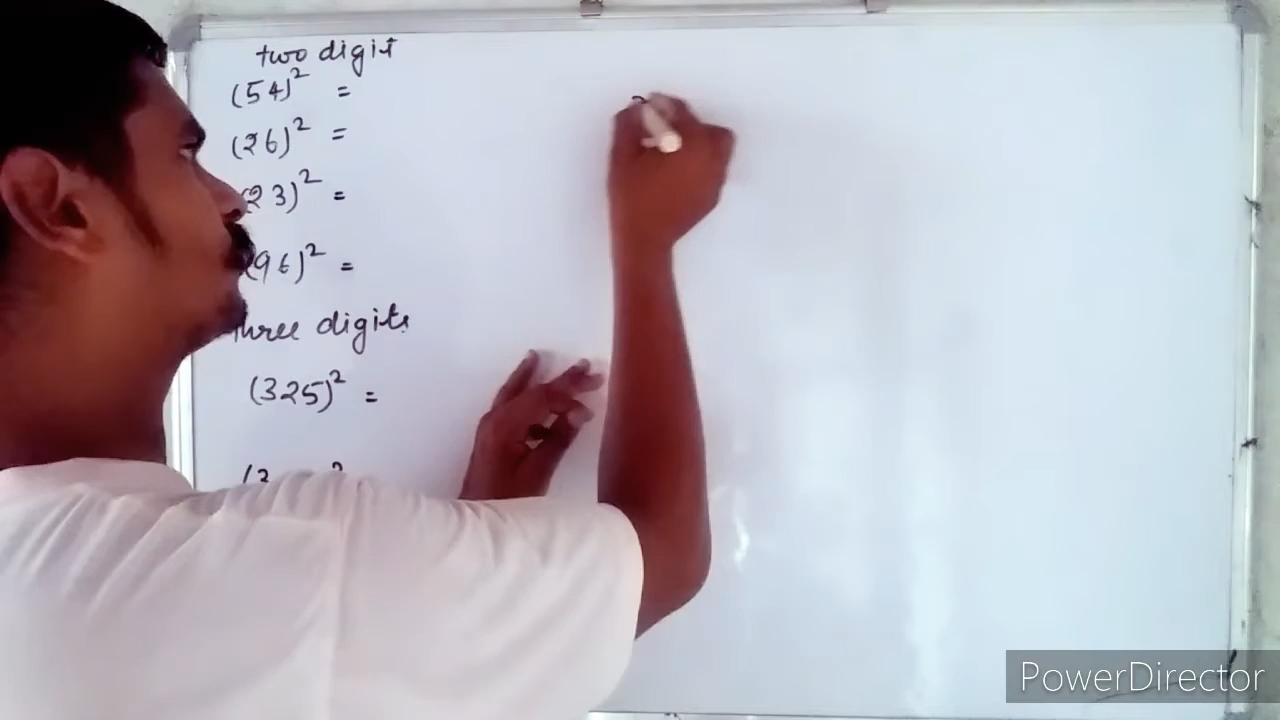 two digit
(54)² =
(26)² =
(23)² =
(96)² =
three digits
(325)² =
PowerDirector